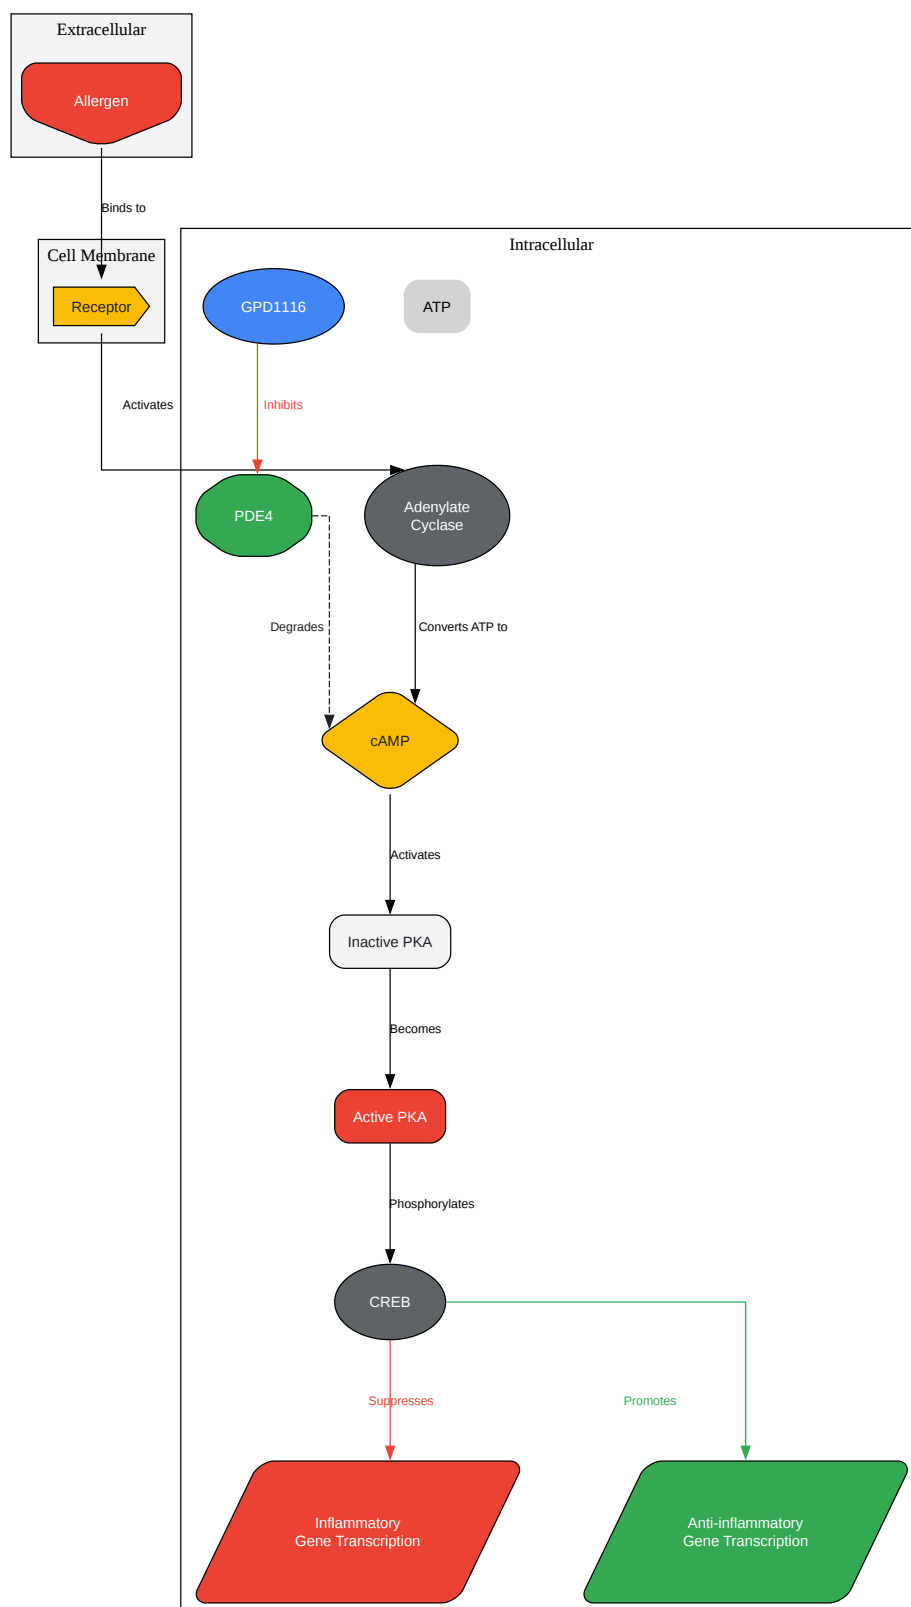 Extracellular
Allergen
Binds to
Cell Membrane
Receptor
Intracellular
GPD1116
ATP
Activates
Inhibits
PDE4
Adenylate
Cyclase
Degrades
Converts ATP to
cAMP
Activates
Inactive PKA
Becomes
Active PKA
Phosphorylates
CREB
Suppresses
Promotes
Inflammatory
Gene Transcription
Anti-inflammatory
Gene Transcription